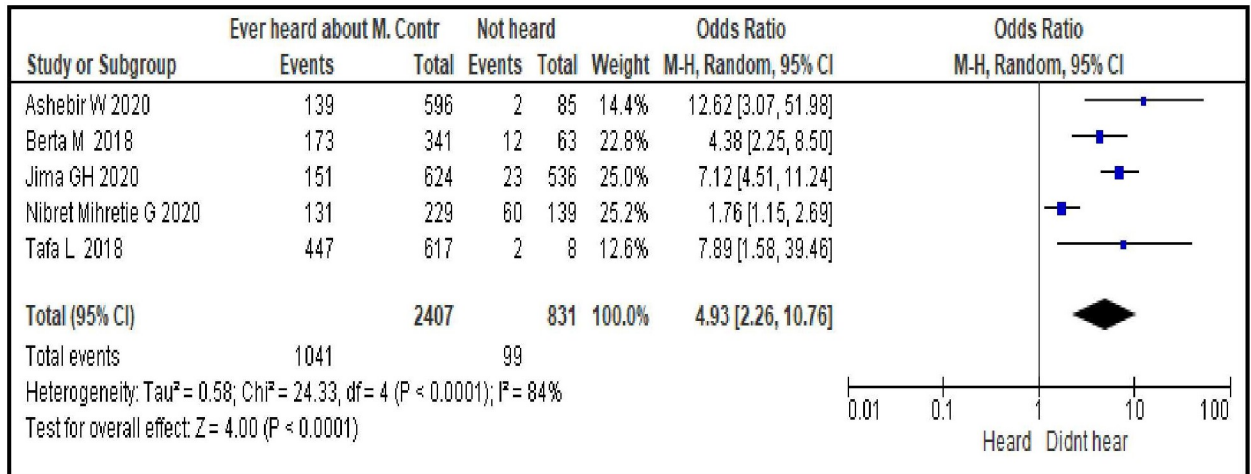 Ever heard about M. Contr Not heard Odds Ratio Odds Ratio
Study or Subgroup Events Total Events Total Weight M-H, Random, 95% CI M-H, Random, 95% CI
Ashebir W 2020 139 596 2 85 14.4% 12.62 [3.07, 51.98]
Berta M 2018 173 341 12 63 22.8% 4.38 [2.25, 8.50]
Jima GH 2020 151 624 23 536 25.0% 7.12 [4.51, 11.24]
Nibret Mihretie G 2020 131 229 60 139 25.2% 1.76 [1.15, 2.69]
Tafa L 2018 447 617 2 8 12.6% 7.89 [1.58, 39.46]
Total (95% CI) 2407 831 100.0% 4.93 [2.26, 10.76]
Total events 1041 99
Heterogeneity: Tau² = 0.58; Chi² = 24.33, df = 4 (P < 0.0001); I² = 84%
Test for overall effect: Z = 4.00 (P < 0.0001)
0.01 0.1 1 10 100
Heard Didnt hear